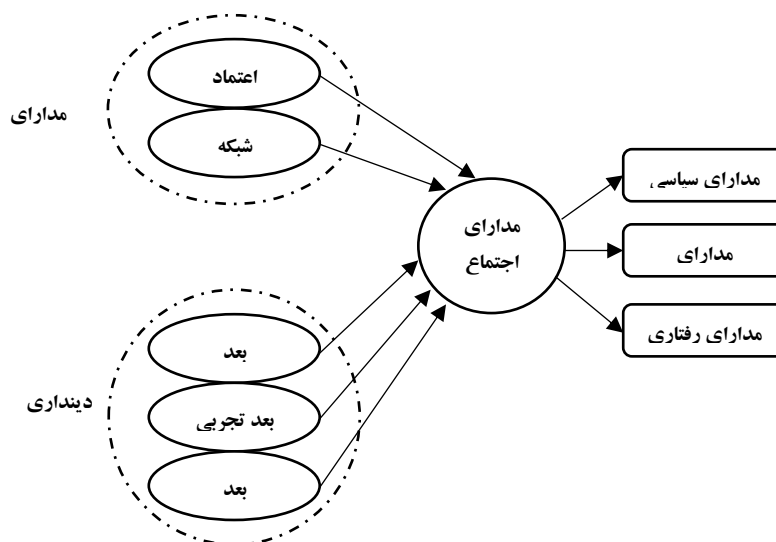 اعتماد
مدارای
شبکه
مدارای سیاسی
مدارای
اجتماع
مدارای
مدارای رفتاری
بعد
دینداری
بعد تجربی
بعد